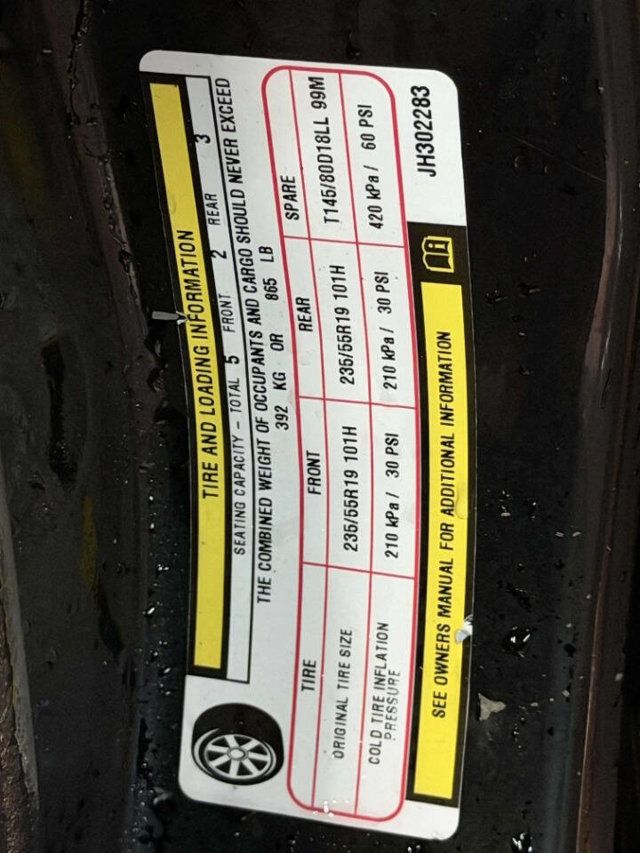 TIRE AND LOADING INFORMATION
SEATING CAPACITY - TOTAL 5 FRONT 2 REAR 3
THE COMBINED WEIGHT OF OCCUPANTS AND CARGO SHOULD NEVER EXCEED
392 KG OR 865 LB
TIRE FRONT REAR SPARE
ORIGINAL TIRE SIZE 235/55R19 101H 235/55R19 101H T145/80D18LL 99M
COLD TIRE INFLATION PRESSURE 210 kPa / 30 PSI 210 kPa / 30 PSI 420 kPa / 60 PSI
SEE OWNERS MANUAL FOR ADDITIONAL INFORMATION
JH302283